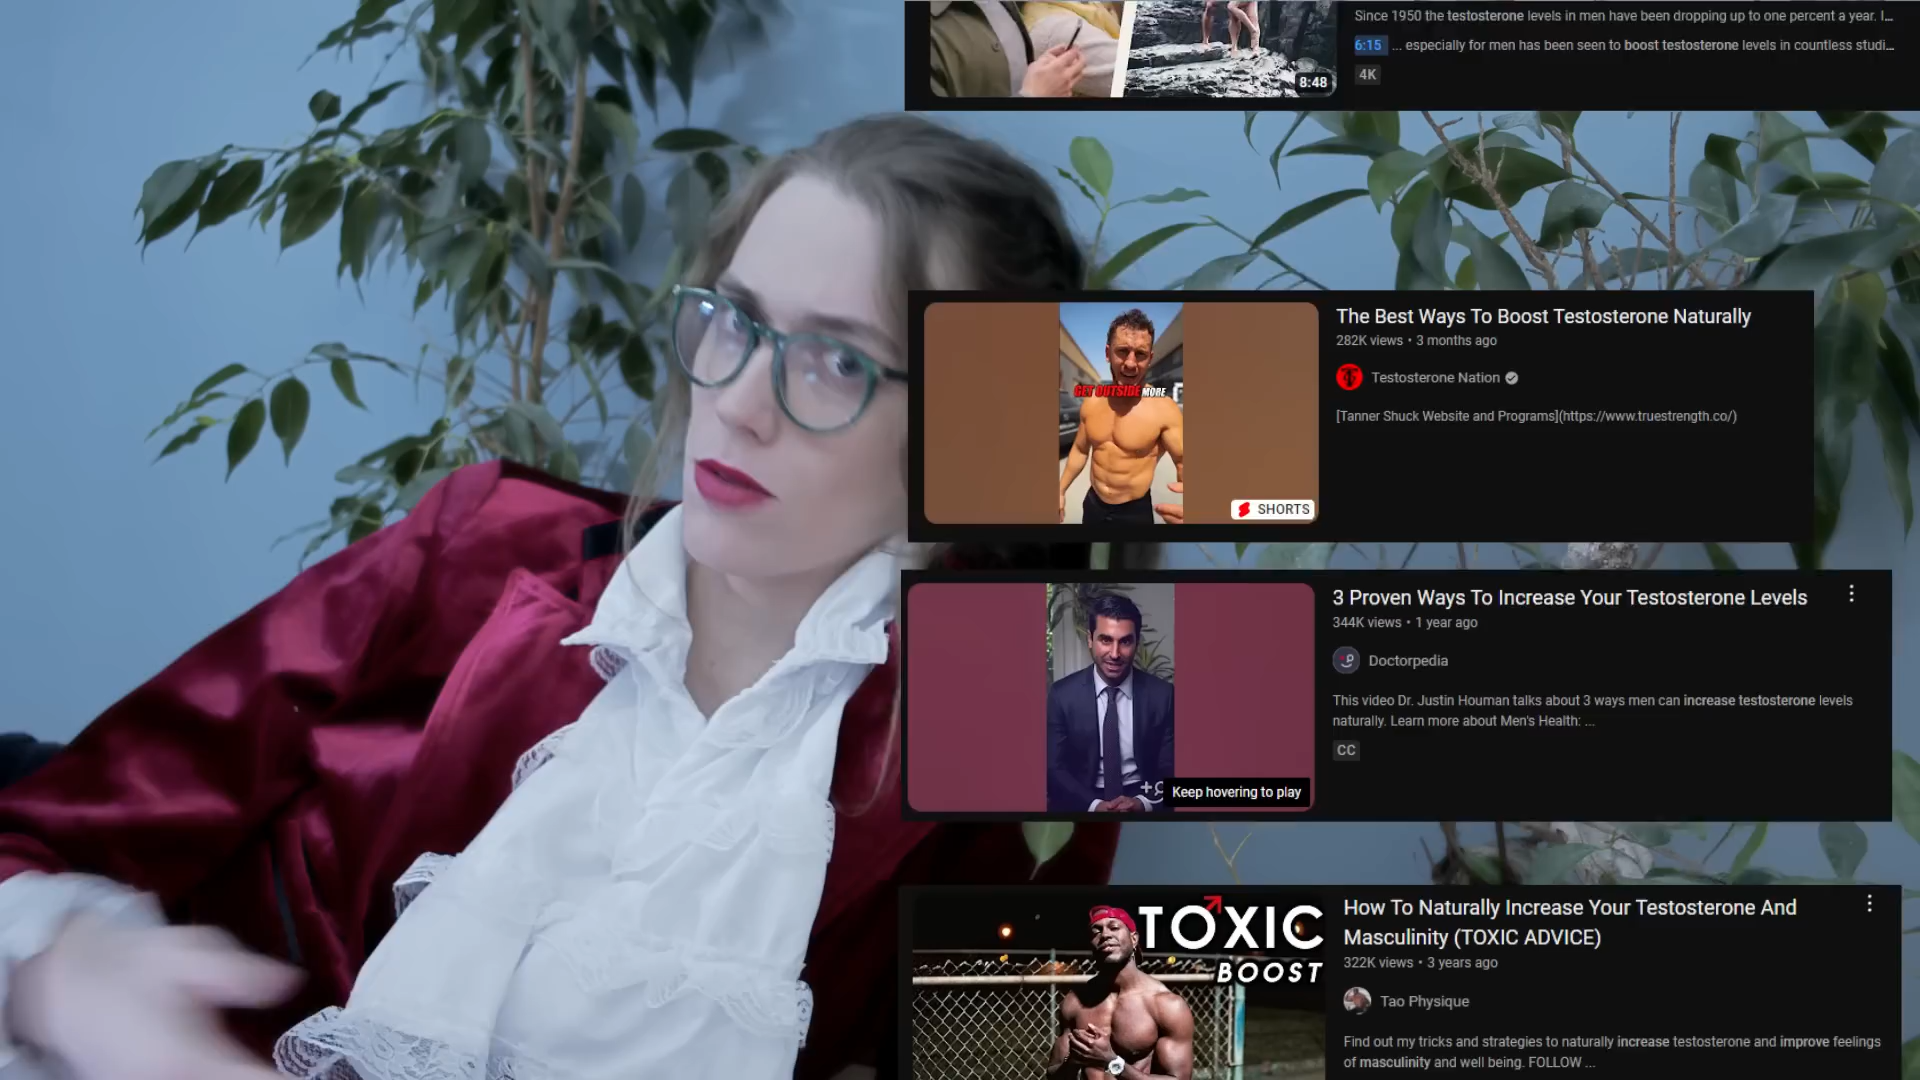 Since 1950 the testosterone levels in men have been dropping up to one percent a year. I...
6:15 ... especially for men has been seen to boost testosterone levels in countless studi...
8:48
4K
The Best Ways To Boost Testosterone Naturally
282K views • 3 months ago
GET OUTSIDE MORE
Testosterone Nation
[Tanner Shuck Website and Programs](https://www.truestrength.co/)
SHORTS
3 Proven Ways To Increase Your Testosterone Levels
344K views • 1 year ago
Doctorpedia
This video Dr. Justin Houman talks about 3 ways men can increase testosterone levels
naturally. Learn more about Men's Health: ...
CC
Keep hovering to play
TOXIC
BOOST
How To Naturally Increase Your Testosterone And
Masculinity (TOXIC ADVICE)
322K views • 3 years ago
Tao Physique
Find out my tricks and strategies to naturally increase testosterone and improve feelings
of masculinity and well being. FOLLOW ...